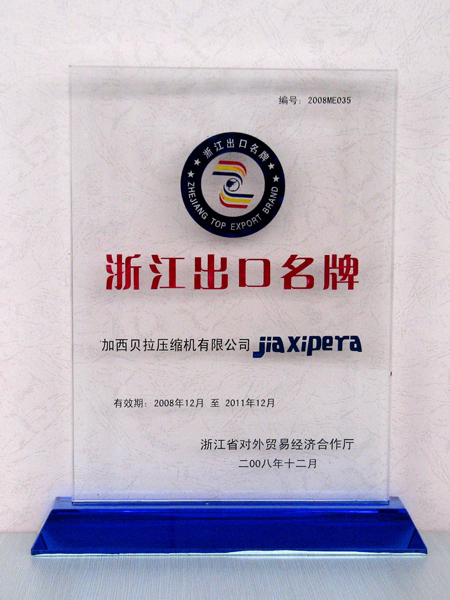 编号: 2008ME035
浙江出口名牌
ZHEJIANG TOP EXPORT BRAND
浙江出口名牌
加西贝拉压缩机有限公司 jiaxipera
有效期: 2008年12月 至 2011年12月
浙江省对外贸易经济合作厅
二00八年十二月